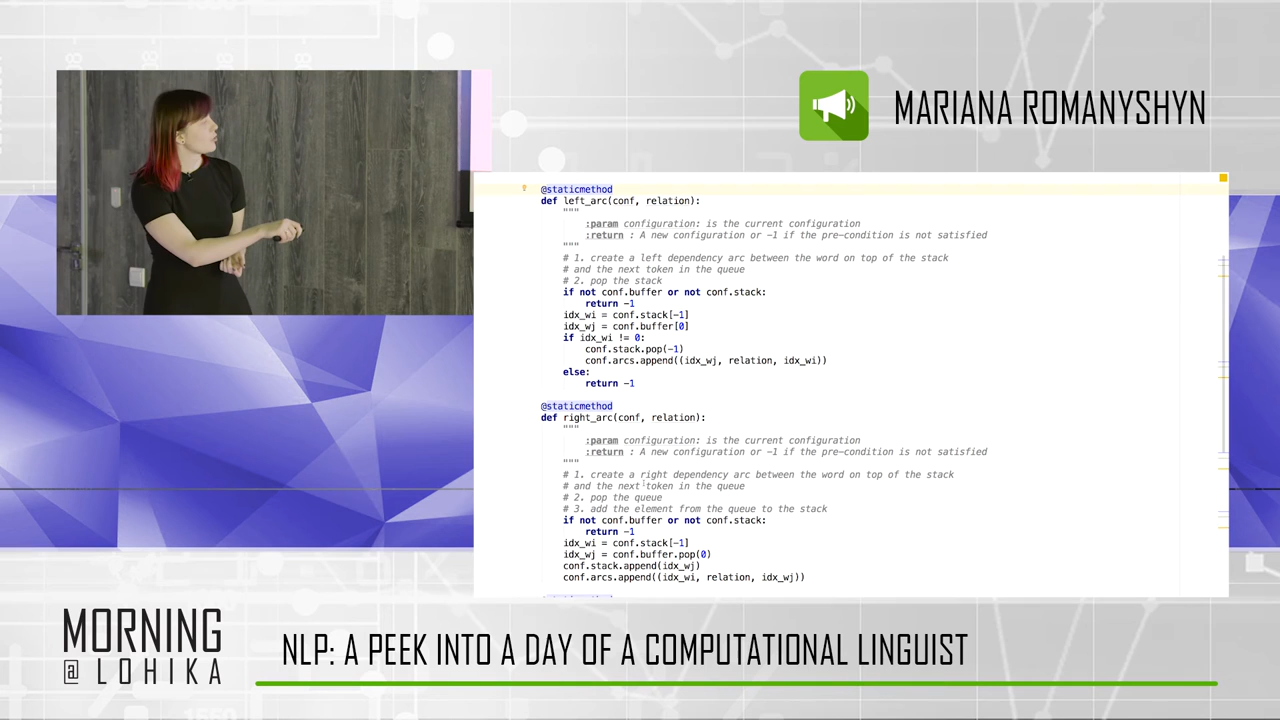 MARIANA ROMANYSHYN
@staticmethod
def left_arc(conf, relation):
"""
:param configuration: is the current configuration
:return : A new configuration or -1 if the pre-condition is not satisfied
"""
# 1. create a left dependency arc between the word on top of the stack
# and the next token in the queue
# 2. pop the stack
if not conf.buffer or not conf.stack:
return -1
idx_wi = conf.stack[-1]
idx_wj = conf.buffer[0]
if idx_wi != 0:
conf.stack.pop(-1)
conf.arcs.append((idx_wj, relation, idx_wi))
else:
return -1
@staticmethod
def right_arc(conf, relation):
"""
:param configuration: is the current configuration
:return : A new configuration or -1 if the pre-condition is not satisfied
"""
# 1. create a right dependency arc between the word on top of the stack
# and the next token in the queue
# 2. pop the queue
# 3. add the element from the queue to the stack
if not conf.buffer or not conf.stack:
return -1
idx_wi = conf.stack[-1]
idx_wj = conf.buffer.pop(0)
conf.stack.append(idx_wj)
conf.arcs.append((idx_wi, relation, idx_wj))
MORNING
@ LOHIKA
NLP: A PEEK INTO A DAY OF A COMPUTATIONAL LINGUIST